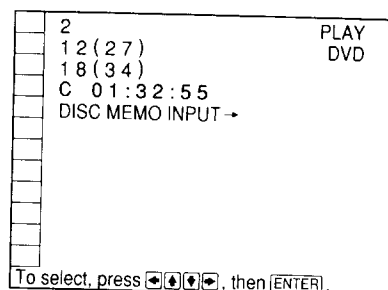 2
PLAY
12(27)
DVD
18(34)
C 01:32:55
DISC MEMO INPUT→
To select, press ←↑↓→, then ENTER.